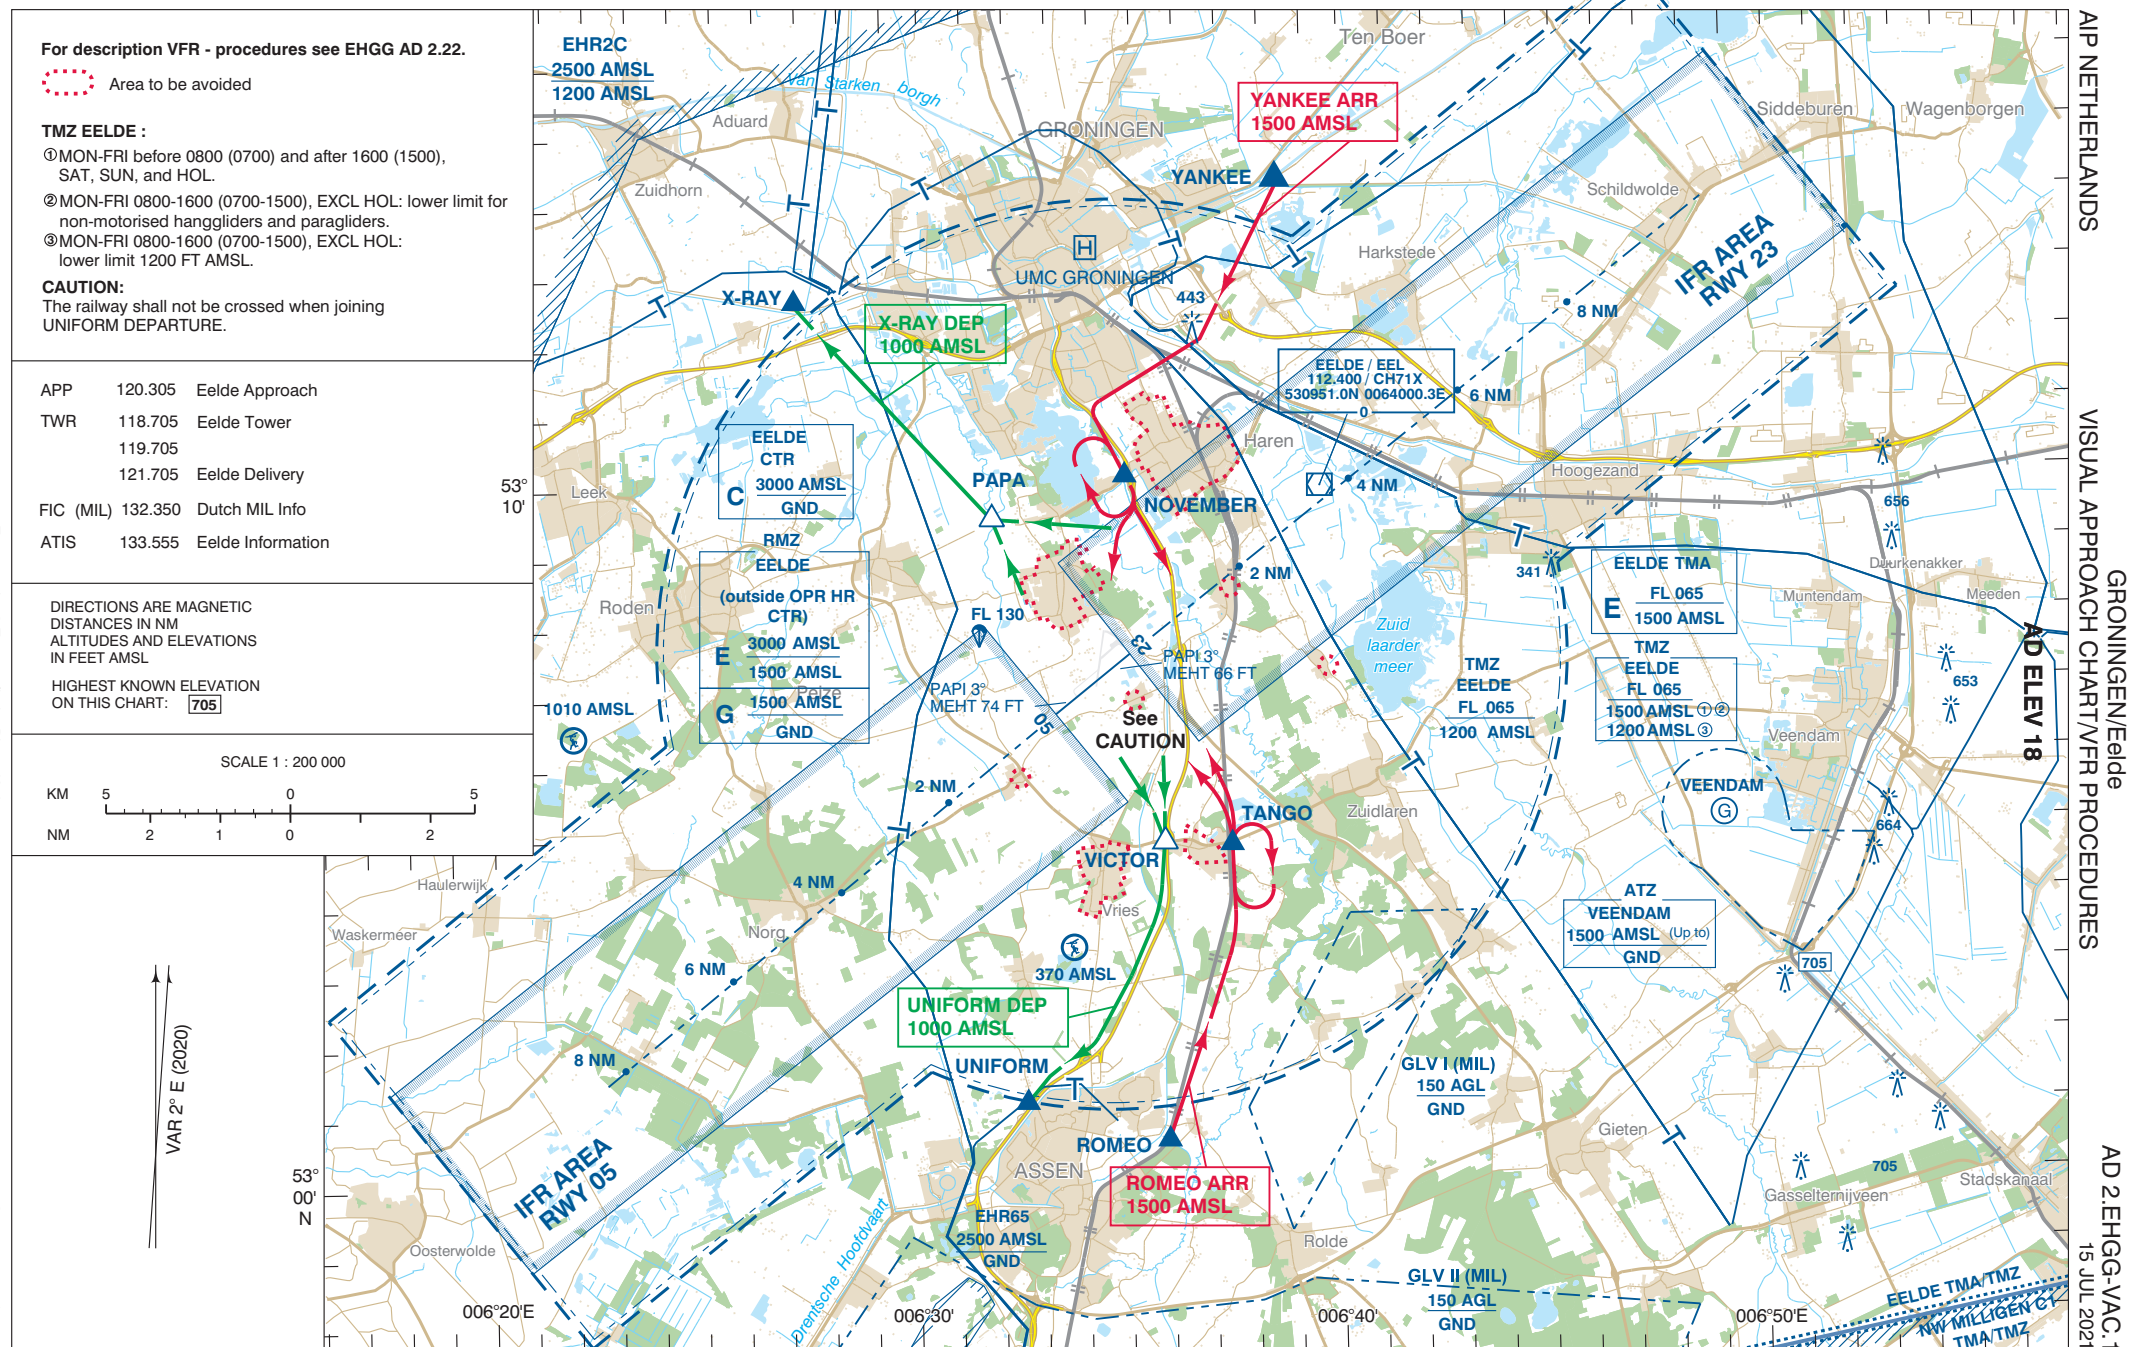 For description VFR - procedures see EHGG AD 2.22.
Area to be avoided
TMZ EELDE :
①MON-FRI before 0800 (0700) and after 1600 (1500),
SAT, SUN, and HOL.
②MON-FRI 0800-1600 (0700-1500), EXCL HOL: lower limit for
non-motorised hanggliders and paragliders.
③MON-FRI 0800-1600 (0700-1500), EXCL HOL:
lower limit 1200 FT AMSL.
CAUTION:
The railway shall not be crossed when joining
UNIFORM DEPARTURE.
APP 120.305 Eelde Approach
TWR 118.705 Eelde Tower
119.705
121.705 Eelde Delivery
FIC (MIL) 132.350 Dutch MIL Info
ATIS 133.555 Eelde Information
DIRECTIONS ARE MAGNETIC
DISTANCES IN NM
ALTITUDES AND ELEVATIONS
IN FEET AMSL
HIGHEST KNOWN ELEVATION
ON THIS CHART: 705
SCALE 1 : 200 000
KM 5 0 5
NM 2 1 0 2
VAR 2° E (2020)
53°
10'
53°
00'
N
006°20'E
006°30'
006°40'
006°50'E
EHR2C
2500 AMSL
1200 AMSL
Van Starken borgh
Aduard
Zuidhorn
GRONINGEN
Ten Boer
YANKEE ARR
1500 AMSL
YANKEE
Siddeburen
Wagenborgen
Schildwolde
Harkstede
H
UMC GRONINGEN
443
IFR AREA
RWY 23
8 NM
6 NM
4 NM
2 NM
X-RAY
X-RAY DEP
1000 AMSL
EELDE / EEL
112.400 / CH71X
530951.0N 0064000.3E
0
Haren
Hoogezand
EELDE
CTR
C 3000 AMSL
GND
Leek
PAPA
NOVEMBER
RMZ
EELDE
(outside OPR HR
CTR)
E 3000 AMSL
1500 AMSL
G 1500 AMSL
GND
Roden
Peize
FL 130
23
PAPI 3°
MEHT 66 FT
PAPI 3°
MEHT 74 FT
05
Zuid
laarder
meer
341
656
Duurkenakker
Meeden
Muntendam
653
EELDE TMA
E FL 065
1500 AMSL
TMZ
EELDE
FL 065
1500 AMSL ① ②
1200 AMSL ③
TMZ
EELDE
FL 065
1200 AMSL
Veendam
VEENDAM
G
664
1010 AMSL
See
CAUTION
2 NM
4 NM
6 NM
8 NM
TANGO
VICTOR
Zuidlaren
Vries
Haulerwijk
Waskermeer
Norg
370 AMSL
ATZ
VEENDAM
1500 AMSL (Up to)
GND
705
UNIFORM DEP
1000 AMSL
UNIFORM
ROMEO
ASSEN
ROMEO ARR
1500 AMSL
GLV I (MIL)
150 AGL
GND
Gieten
705
Gasselternijveen
Stadskanaal
IFR AREA
RWY 05
Oosterwolde
Drentsche Hoofdvaart
EHR65
2500 AMSL
GND
Rolde
GLV II (MIL)
150 AGL
GND
EELDE TMA/TMZ
NW MILLIGEN C1
TMA/TMZ
AIP NETHERLANDS
VISUAL APPROACH CHART/VFR PROCEDURES
GRONINGEN/Eelde
AD ELEV 18
AD 2.EHGG-VAC.1
15 JUL 2021